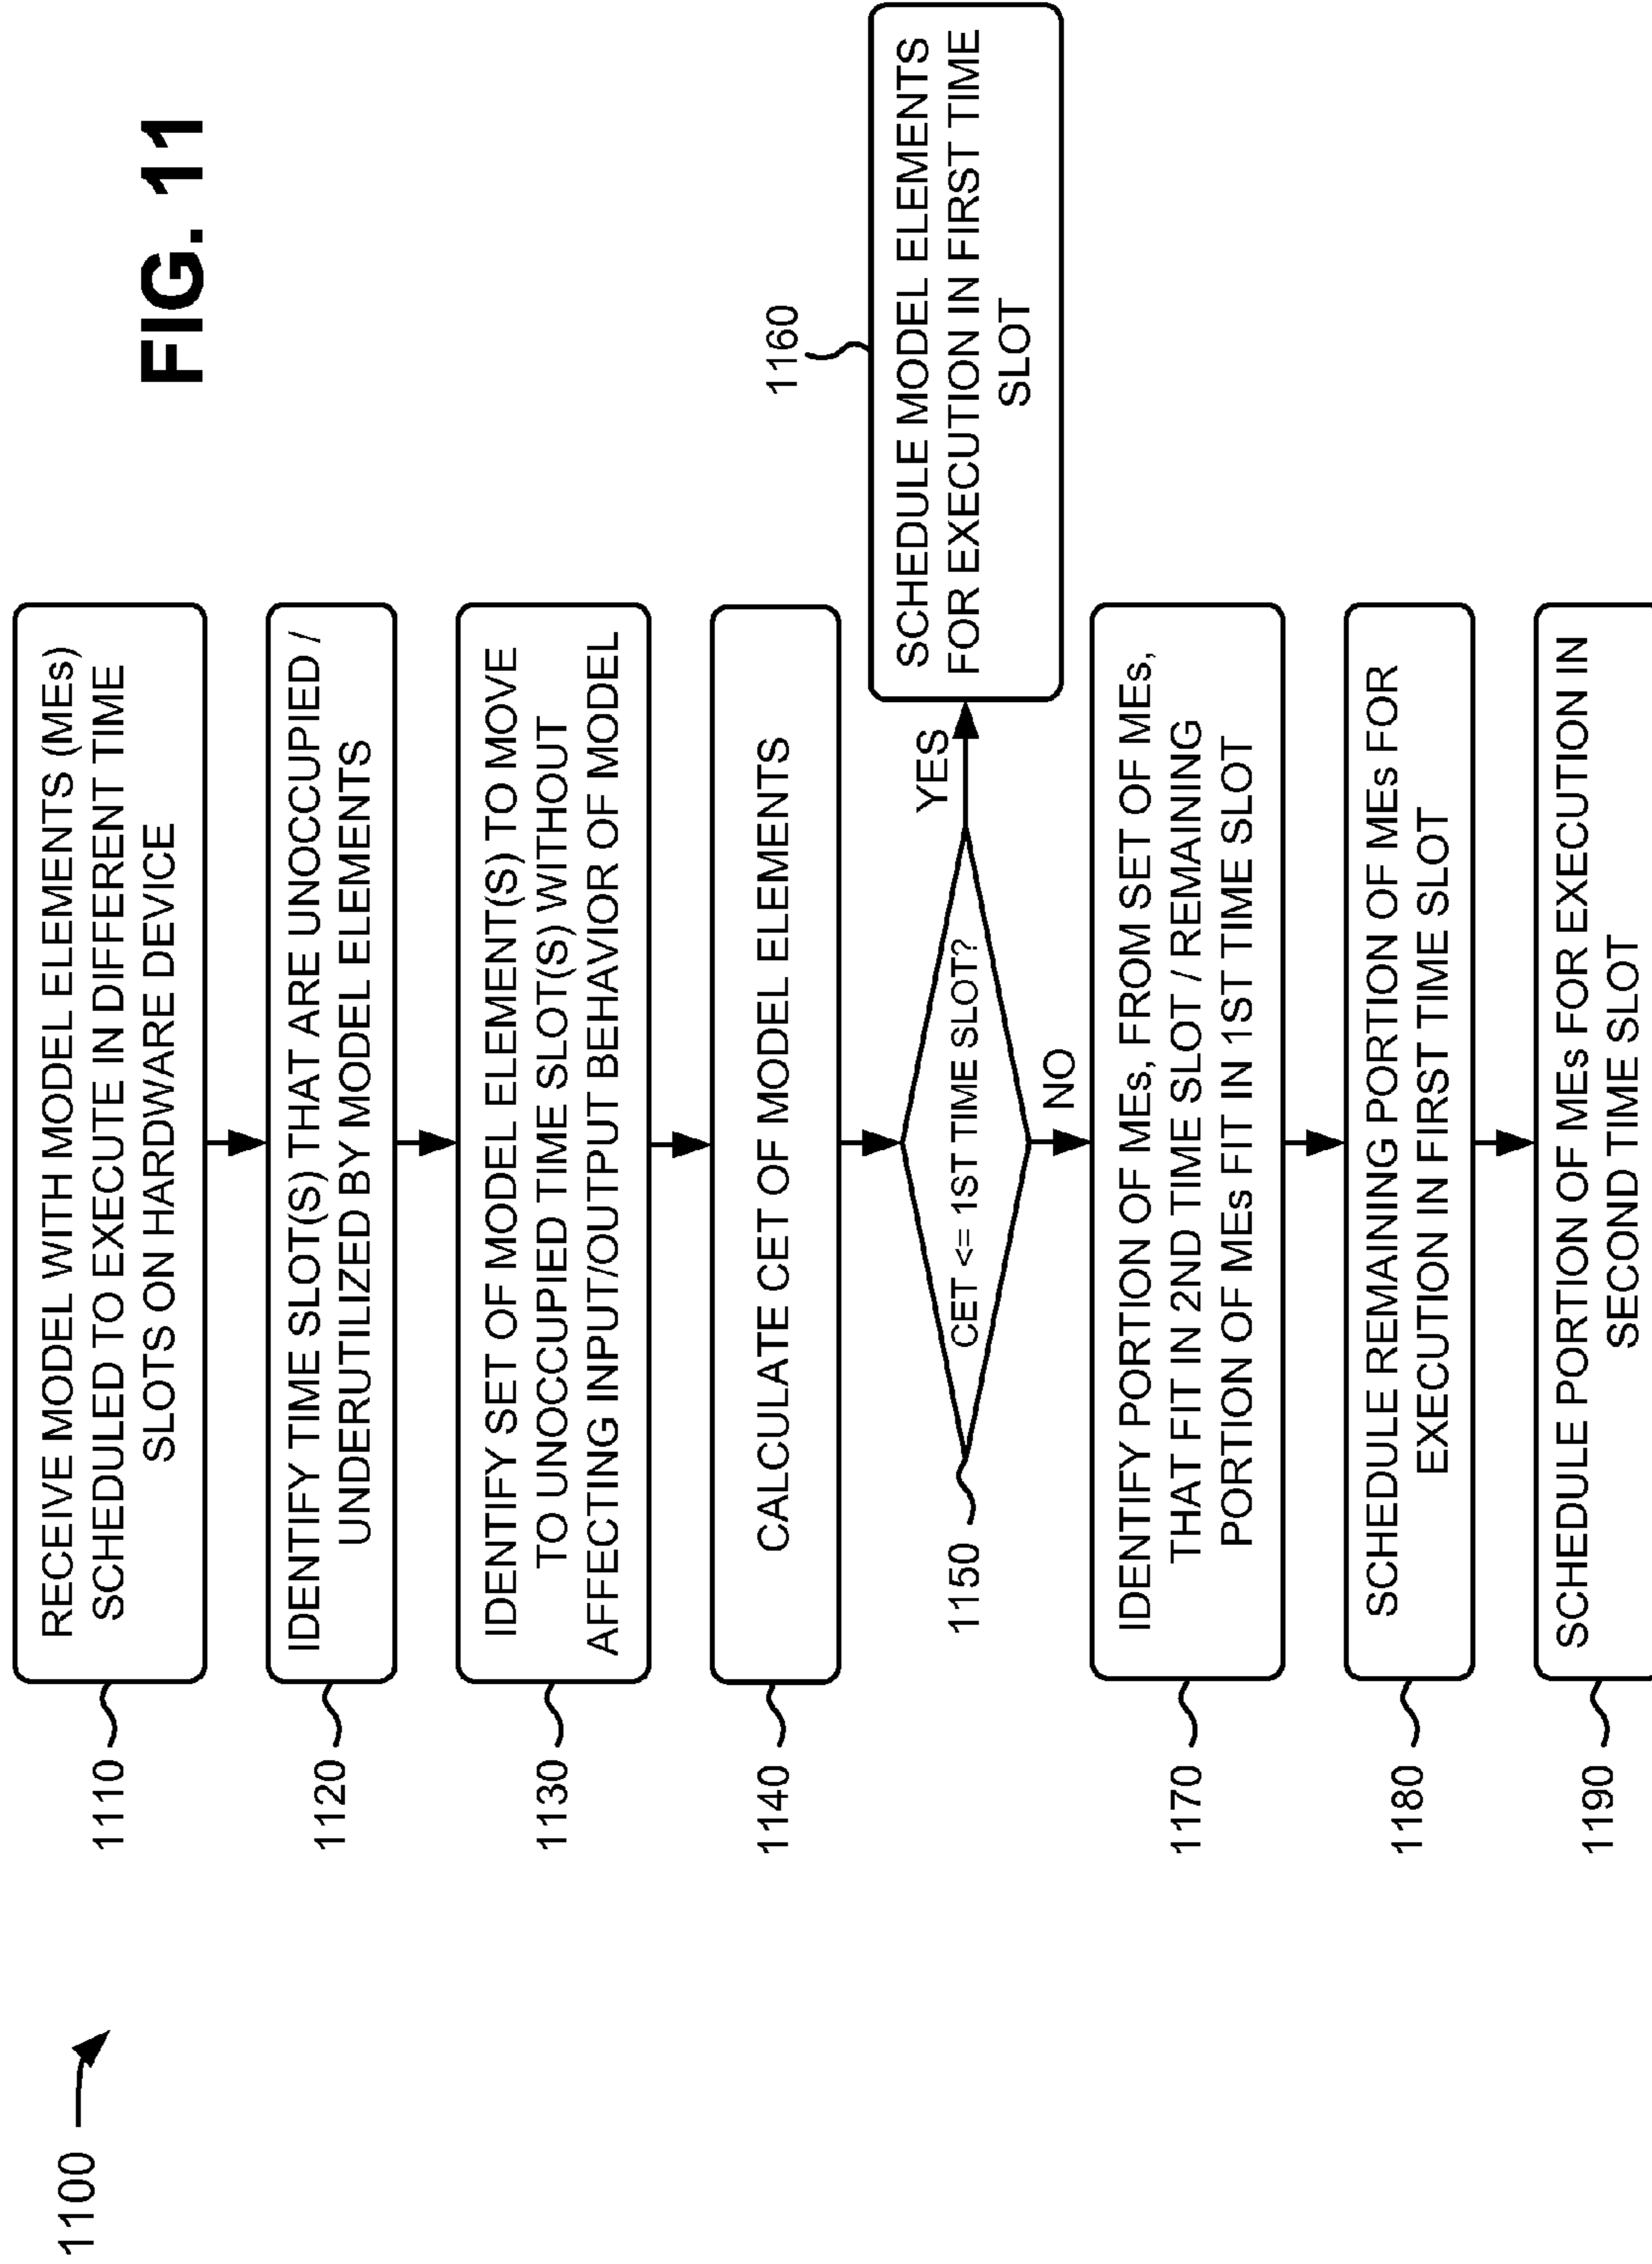 1100
FIG. 11
1110
RECEIVE MODEL WITH MODEL ELEMENTS (MEs)
SCHEDULED TO EXECUTE IN DIFFERENT TIME
SLOTS ON HARDWARE DEVICE
1120
IDENTIFY TIME SLOT(S) THAT ARE UNOCCUPIED /
UNDERUTILIZED BY MODEL ELEMENTS
1130
IDENTIFY SET OF MODEL ELEMENT(S) TO MOVE
TO UNOCCUPIED TIME SLOT(S) WITHOUT
AFFECTING INPUT/OUTPUT BEHAVIOR OF MODEL
1140
CALCULATE CET OF MODEL ELEMENTS
1150
CET <= 1ST TIME SLOT?
YES
1160
SCHEDULE MODEL ELEMENTS
FOR EXECUTION IN FIRST TIME
SLOT
NO
1170
IDENTIFY PORTION OF MEs, FROM SET OF MEs,
THAT FIT IN 2ND TIME SLOT / REMAINING
PORTION OF MEs FIT IN 1ST TIME SLOT
1180
SCHEDULE REMAINING PORTION OF MEs FOR
EXECUTION IN FIRST TIME SLOT
1190
SCHEDULE PORTION OF MEs FOR EXECUTION IN
SECOND TIME SLOT